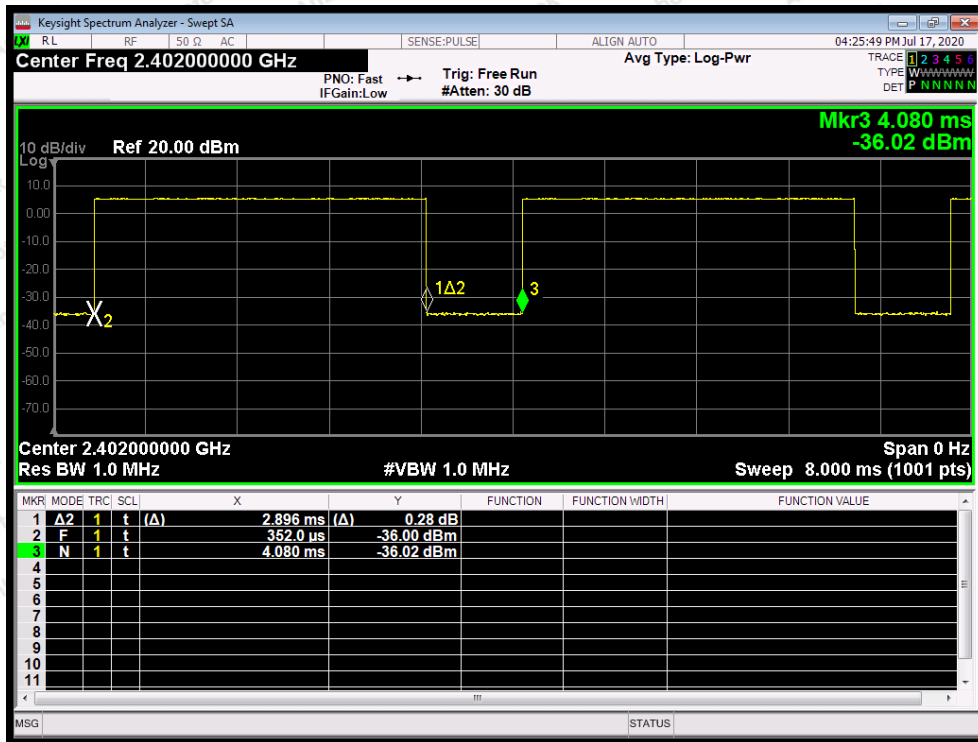 Keysight Spectrum Analyzer - Swept SA
LXI RL RF 50 Ω AC SENSE:PULSE ALIGN AUTO 04:25:49 PM Jul 17, 2020
Center Freq 2.402000000 GHz Avg Type: Log-Pwr TRACE 1 2 3 4 5 6
PNO: Fast Trig: Free Run TYPE WWWWWWW
IFGain:Low #Atten: 30 dB DET P N N N N N
Mkr3 4.080 ms
10 dB/div Ref 20.00 dBm -36.02 dBm
Log
10.0
0.00
-10.0
-20.0
-30.0
1Δ2
3
-40.0
2
-50.0
-60.0
-70.0
Center 2.402000000 GHz Span 0 Hz
Res BW 1.0 MHz #VBW 1.0 MHz Sweep 8.000 ms (1001 pts)
MKR MODE TRC SCL X Y FUNCTION FUNCTION WIDTH FUNCTION VALUE
1 Δ2 1 t (Δ) 2.896 ms (Δ) 0.28 dB
2 F 1 t 352.0 µs -36.00 dBm
3 N 1 t 4.080 ms -36.02 dBm
4
5
6
7
8
9
10
11
MSG STATUS